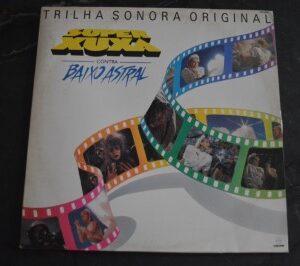 TRILHA SONORA ORIGINAL
SUPER
XUXA
CONTRA
BAIXO ASTRAL